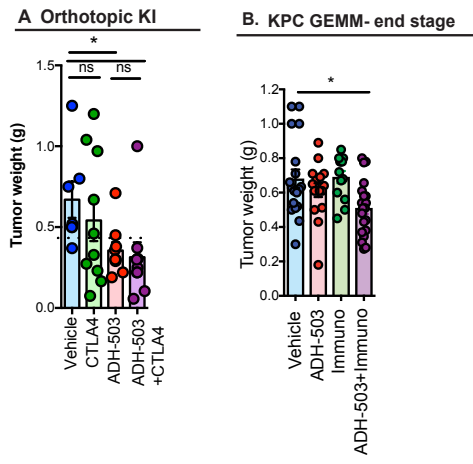 A Orthotopic KI
*
ns
ns ns
Tumor weight (g)
1.5
1.0
0.5
0.0
Vehicle
CTLA4
ADH-503
ADH-503
+CTLA4
B. KPC GEMM- end stage
*
Tumor weight (g)
1.2
1.0
0.8
0.6
0.4
0.2
0.0
Vehicle
ADH-503
Immuno
ADH-503+Immuno